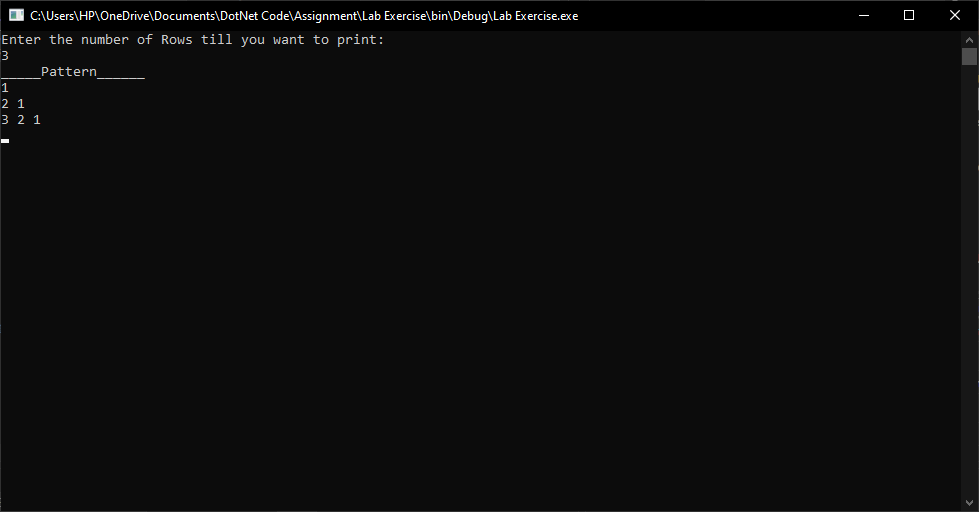 C:\Users\HP\OneDrive\Documents\DotNet Code\Assignment\Lab Exercise\bin\Debug\Lab Exercise.exe
Enter the number of Rows till you want to print:
3
_____Pattern______
1
2 1
3 2 1